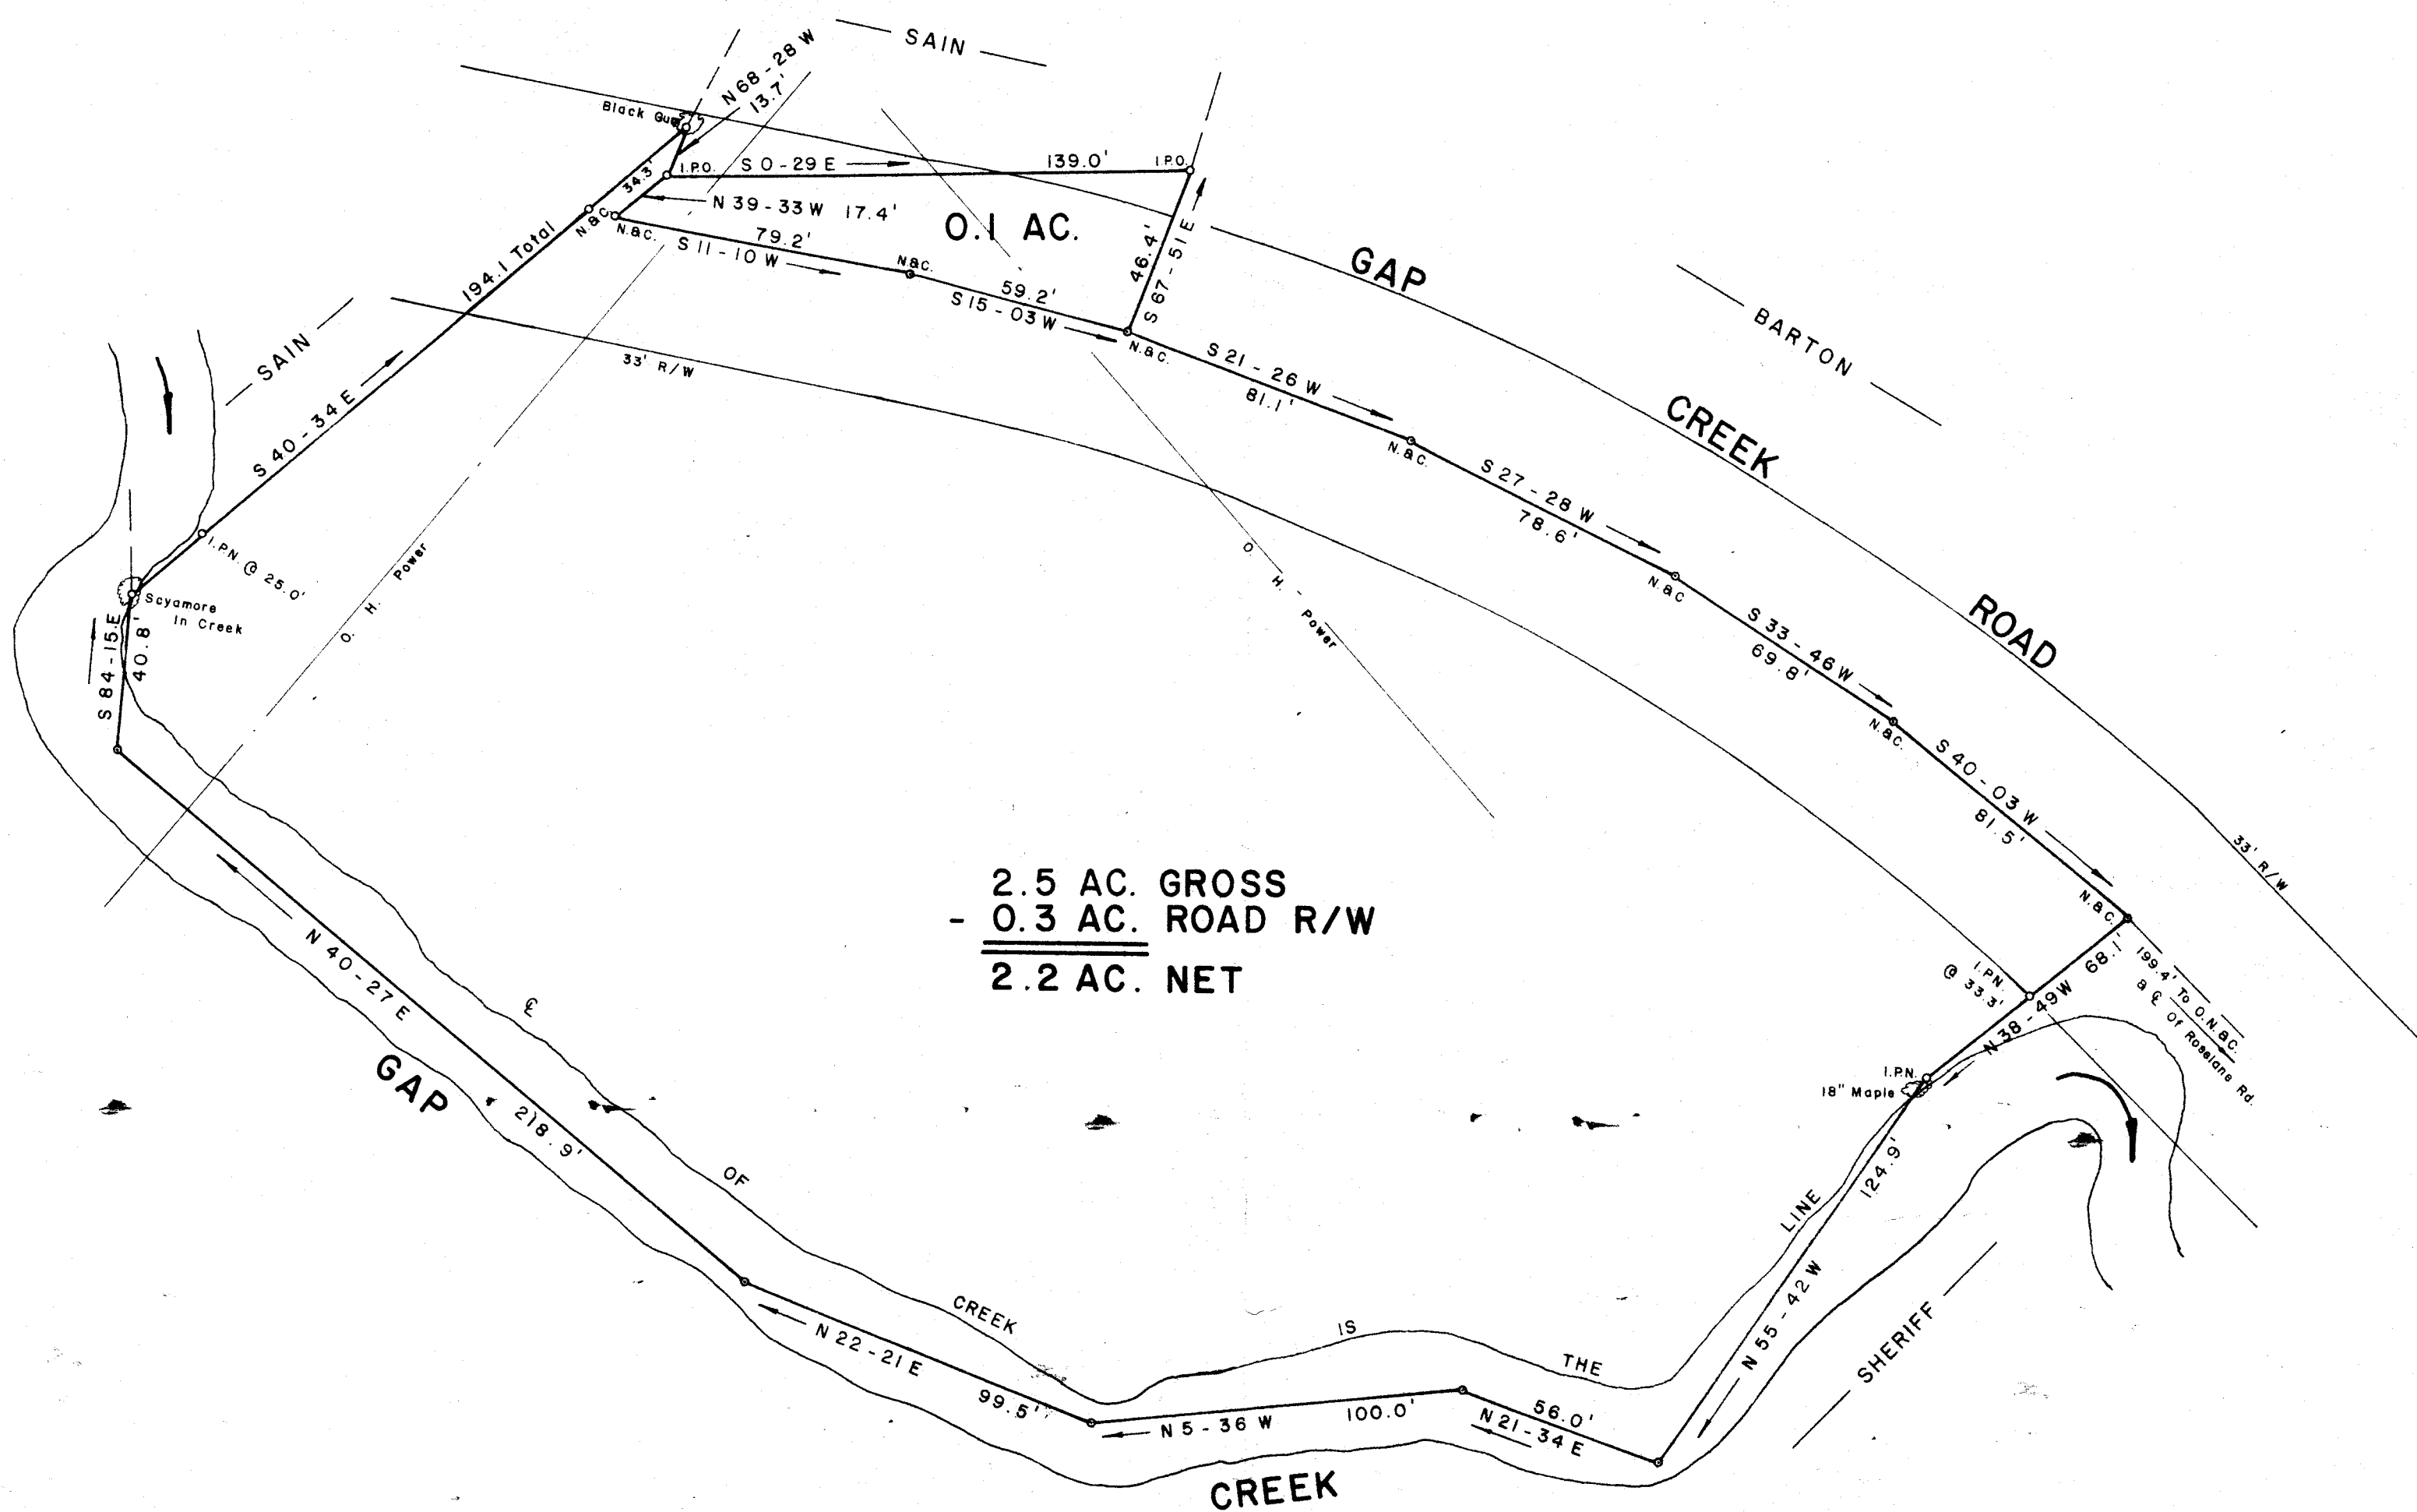 SAIN
N 68-28 W
13.7'
Black Gum
I.P.O.
S 0-29 E
139.0'
I.P.O.
34.3'
N 39-33 W 17.4'
0.1 AC.
N.&C.
N.&C.
79.2'
S 11-10 W
N.&C.
59.2'
S 15-03 W
46.4'
S 67-51 E
N.&C.
194.1 Total
S 40-34 E
SAIN
33' R/W
GAP
CREEK
ROAD
BARTON
S 21-26 W
81.1'
N.&C.
S 27-28 W
78.6'
N.&C
S 33-46 W
69.8'
N.&C.
S 40-03 W
81.5'
N.&C.
33' R/W
I.P.N. @ 25.0'
Scyamore
In Creek
S 84-15 E
40.8'
O. H. Power
O. H. - Power
2.5 AC. GROSS
- 0.3 AC. ROAD R/W
2.2 AC. NET
199.4' To O.N.&C.
& ℄ Of Roselane Rd.
68.1'
N 38-49 W
I.P.N.
@ 33.3'
I.P.N.
18" Maple
N 40-27 E
218.9'
GAP
℄ OF CREEK IS THE LINE
124.9'
N 55-42 W
SHERIFF
N 22-21 E
99.5'
N 5-36 W
100.0'
56.0'
N 21-34 E
CREEK